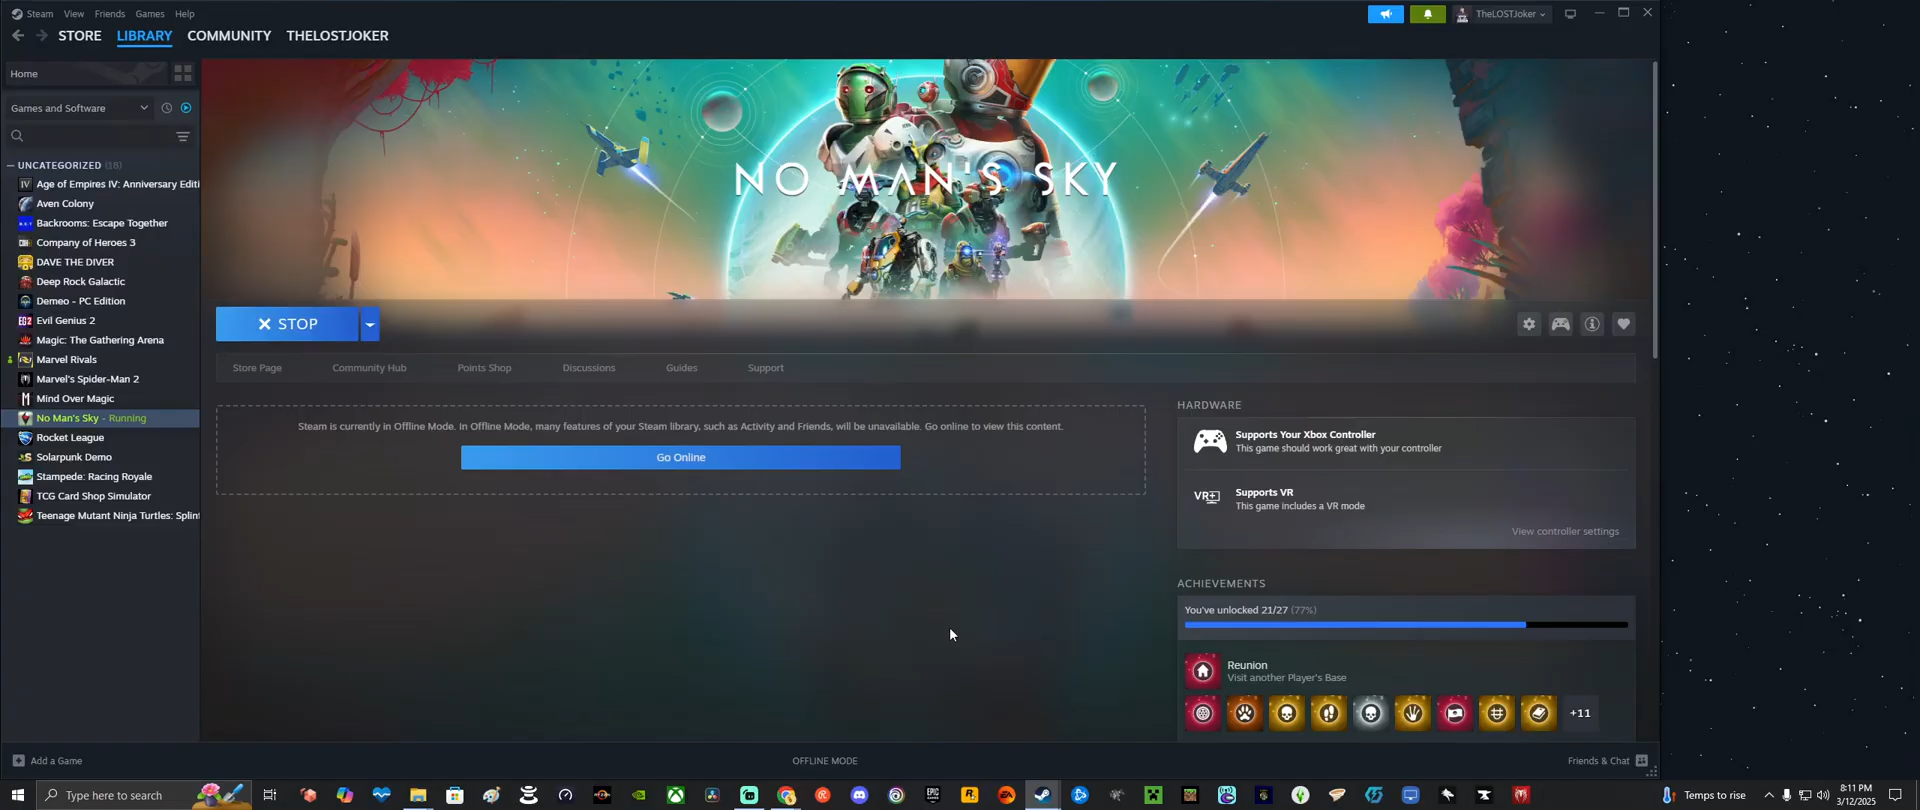 Steam View Friends Games Help
TheLOSTJoker
STORE LIBRARY COMMUNITY THELOSTJOKER
Home
Games and Software
UNCATEGORIZED (18)
Age of Empires IV: Anniversary Editi
Aven Colony
Backrooms: Escape Together
Company of Heroes 3
DAVE THE DIVER
Deep Rock Galactic
Demeo - PC Edition
Evil Genius 2
Magic: The Gathering Arena
Marvel Rivals
Marvel's Spider-Man 2
Mind Over Magic
No Man's Sky - Running
Rocket League
Solarpunk Demo
Stampede: Racing Royale
TCG Card Shop Simulator
Teenage Mutant Ninja Turtles: Splint
NO MAN'S SKY
STOP
Store Page Community Hub Points Shop Discussions Guides Support
Steam is currently in Offline Mode. In Offline Mode, many features of your Steam library, such as Activity and Friends, will be unavailable. Go online to view this content.
Go Online
HARDWARE
Supports Your Xbox Controller
This game should work great with your controller
VR
Supports VR
This game includes a VR mode
View controller settings
ACHIEVEMENTS
You've unlocked 21/27 (77%)
Reunion
Visit another Player's Base
+11
Add a Game
OFFLINE MODE
Friends & Chat
Type here to search
EPIC GAMES
EA
Temps to rise
8:11 PM
3/12/2025